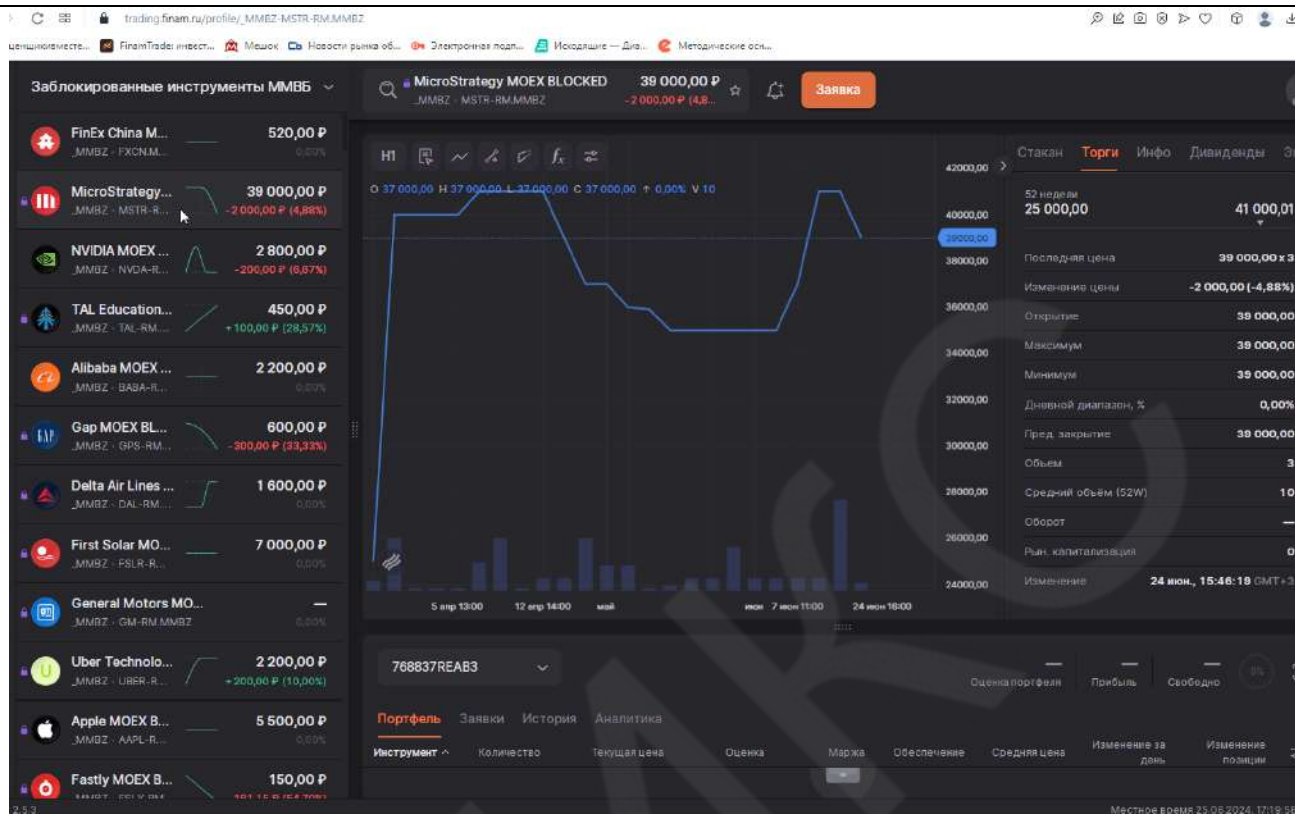 trading.finam.ru/profile/_MMBZ-MSTR-RM.MMBZ
ценщикивместе... FinamTrade: инвест... Мешок Новости рынка об... Электронная подп... Исходящие — Диа... Методические осн...
Заблокированные инструменты ММВБ
FinEx China M... 520,00 ₽
_MMBZ · FXCN.M... 0,00%
MicroStrategy... 39 000,00 ₽
_MMBZ · MSTR-R... -2 000,00 ₽ (4,88%)
NVIDIA MOEX ... 2 800,00 ₽
_MMBZ · NVDA-R... -200,00 ₽ (6,67%)
TAL Education... 450,00 ₽
_MMBZ · TAL-RM.... +100,00 ₽ (28,57%)
Alibaba MOEX ... 2 200,00 ₽
_MMBZ · BABA-R... 0,00%
GAP
Gap MOEX BL... 600,00 ₽
_MMBZ · GPS-RM... -300,00 ₽ (33,33%)
Delta Air Lines ... 1 600,00 ₽
_MMBZ · DAL-RM.... 0,00%
First Solar MO... 7 000,00 ₽
_MMBZ · FSLR-R... 0,00%
General Motors MO... —
_MMBZ · GM-RM.MMBZ 0,00%
Uber Technolo... 2 200,00 ₽
_MMBZ · UBER-R... +200,00 ₽ (10,00%)
Apple MOEX B... 5 500,00 ₽
_MMBZ · AAPL-R... 0,00%
Fastly MOEX B... 150,00 ₽
2.5.3
MicroStrategy MOEX BLOCKED 39 000,00 ₽
_MMBZ · MSTR-RM.MMBZ -2 000,00 ₽ (4,8...
Заявка
H1
fx
O 37 000,00 H 37 000,00 L 37 000,00 C 37 000,00 ↑ 0,00% V 10
42000,00
40000,00
39000,00
38000,00
36000,00
34000,00
32000,00
30000,00
28000,00
26000,00
24000,00
5 апр 13:00 12 апр 14:00 май июн 7 июн 11:00 24 июн 16:00
Стакан Торги Инфо Дивиденды
52 недели
25 000,00 41 000,01
Последняя цена 39 000,00 x 3
Изменение цены -2 000,00 (-4,88%)
Открытие 39 000,00
Максимум 39 000,00
Минимум 39 000,00
Дневной диапазон, % 0,00%
Пред. закрытие 39 000,00
Объем 3
Средний объём (52W) 10
Оборот —
Рын. капитализация 0
Изменение 24 июн., 15:46:19 GMT+3
768837REAB3
— — — 0%
Оценка портфеля Прибыль Свободно
Портфель Заявки История Аналитика
Инструмент Количество Текущая цена Оценка Маржа Обеспечение Средняя цена Изменение за день Изменение позиции
Местное время 25.06.2024, 17:19:58
МКС